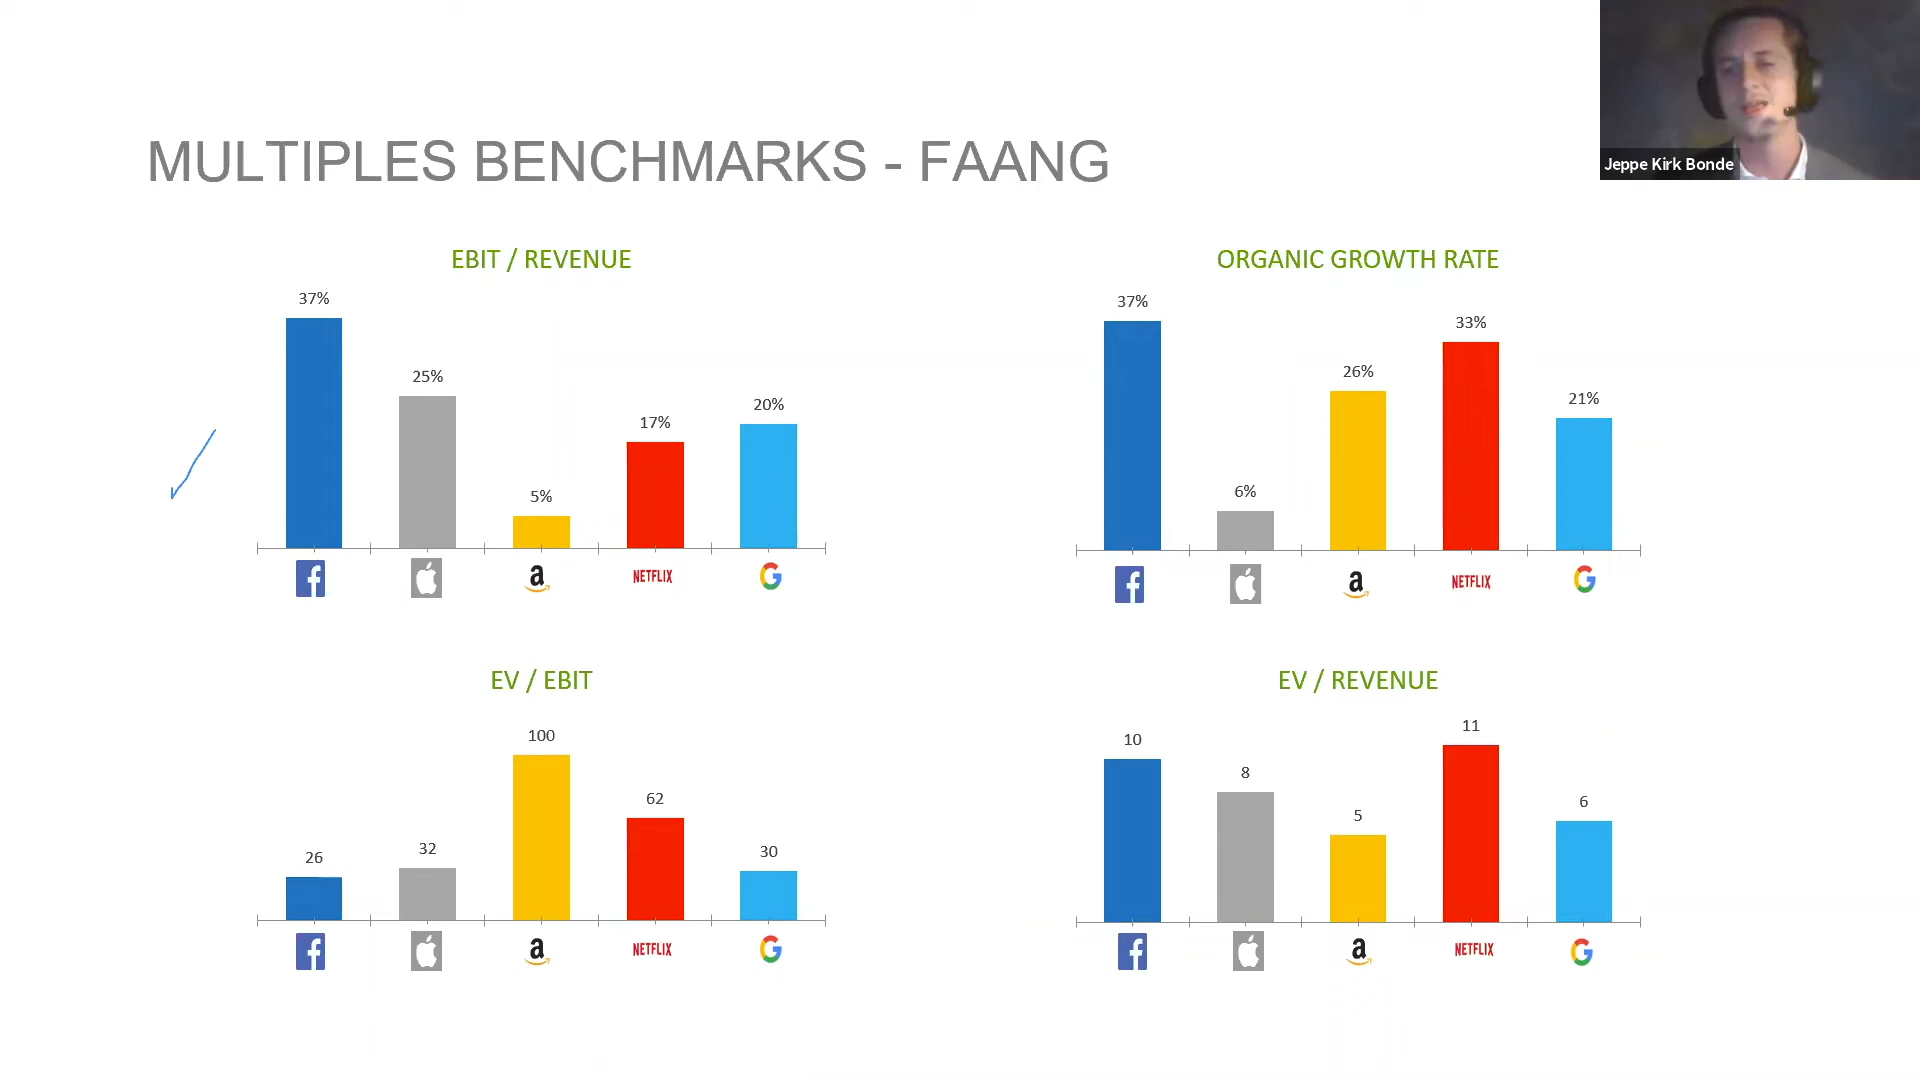 Jeppe Kirk Bonde
MULTIPLES BENCHMARKS - FAANG
EBIT / REVENUE
37%
25%
5%
17%
20%
f
a
NETFLIX
G
ORGANIC GROWTH RATE
37%
6%
26%
33%
21%
f
a
NETFLIX
G
EV / EBIT
26
32
100
62
30
f
a
NETFLIX
G
EV / REVENUE
10
8
5
11
6
f
a
NETFLIX
G